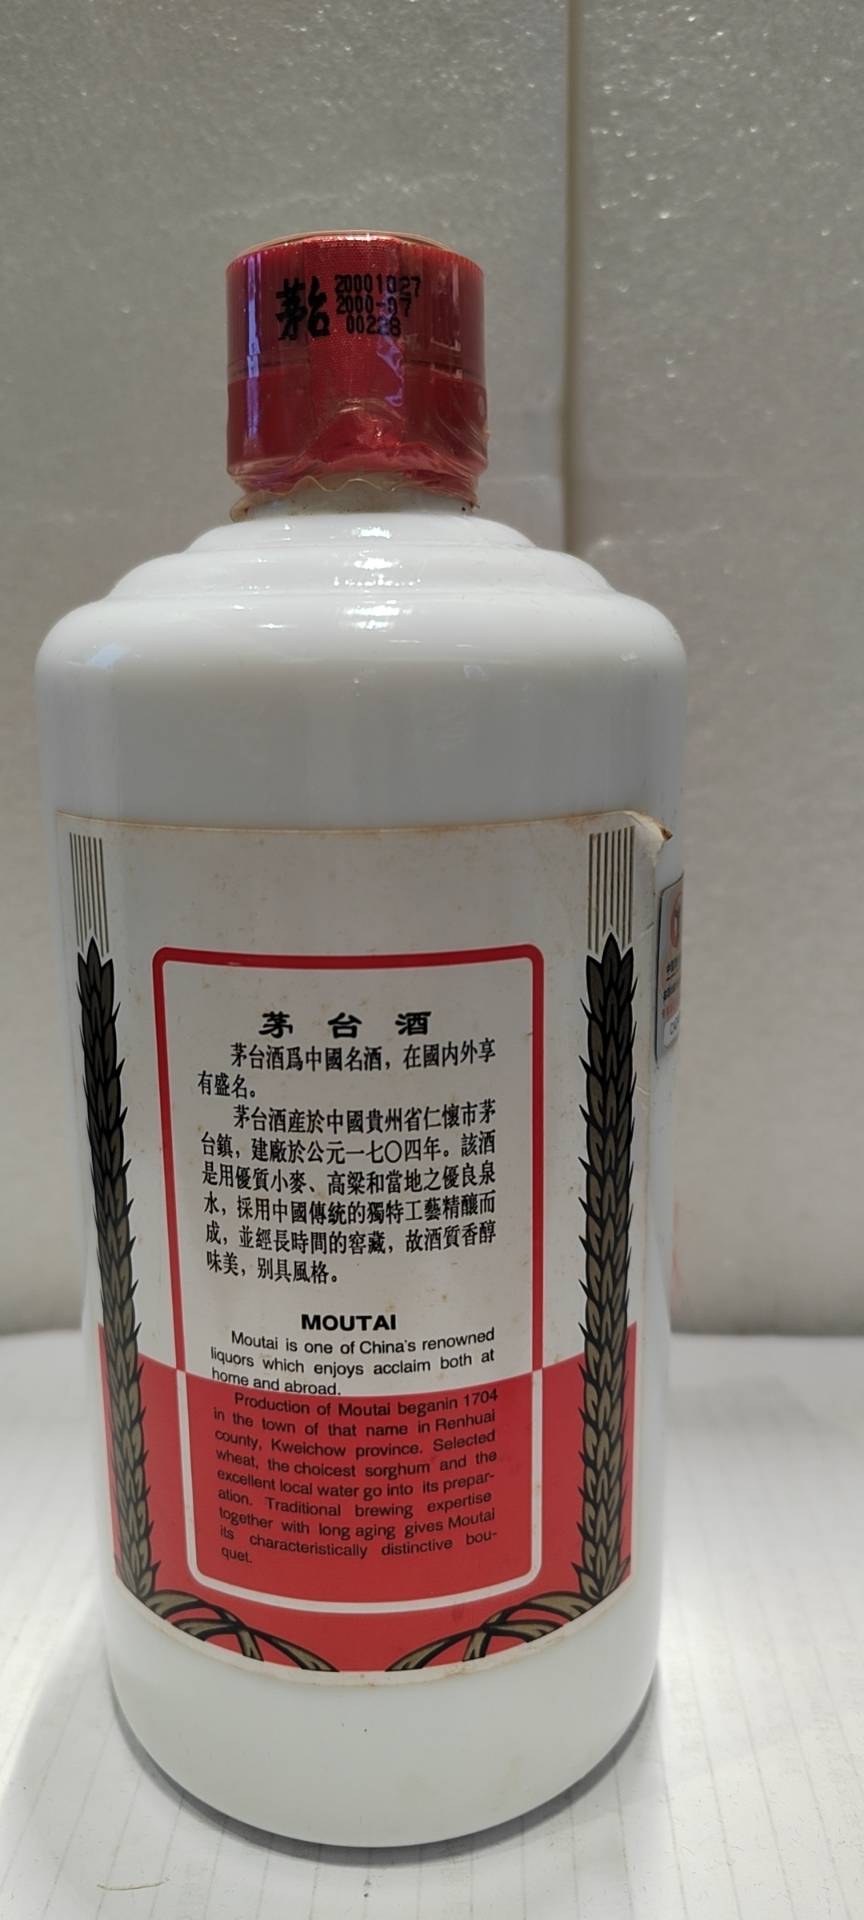 茅台
20001027
2000-07
00228
茅台酒
茅台酒爲中國名酒，在國内外享
有盛名。
茅台酒産於中國貴州省仁懷市茅
台鎮，建廠於公元一七〇四年。該酒
是用優質小麥、高粱和當地之優良泉
水，採用中國傳統的獨特工藝精釀而
成，並經長時間的窖藏，故酒質香醇
味美，别具風格。
MOUTAI
Moutai is one of China's renowned
liquors which enjoys acclaim both at
home and abroad.
Production of Moutai beganin 1704
in the town of that name in Renhuai
county, Kweichow province. Selected
wheat, the choicest sorghum and the
excellent local water go into its prepar-
ation. Traditional brewing expertise
together with long aging gives Moutai
its characteristically distinctive bou-
quet.